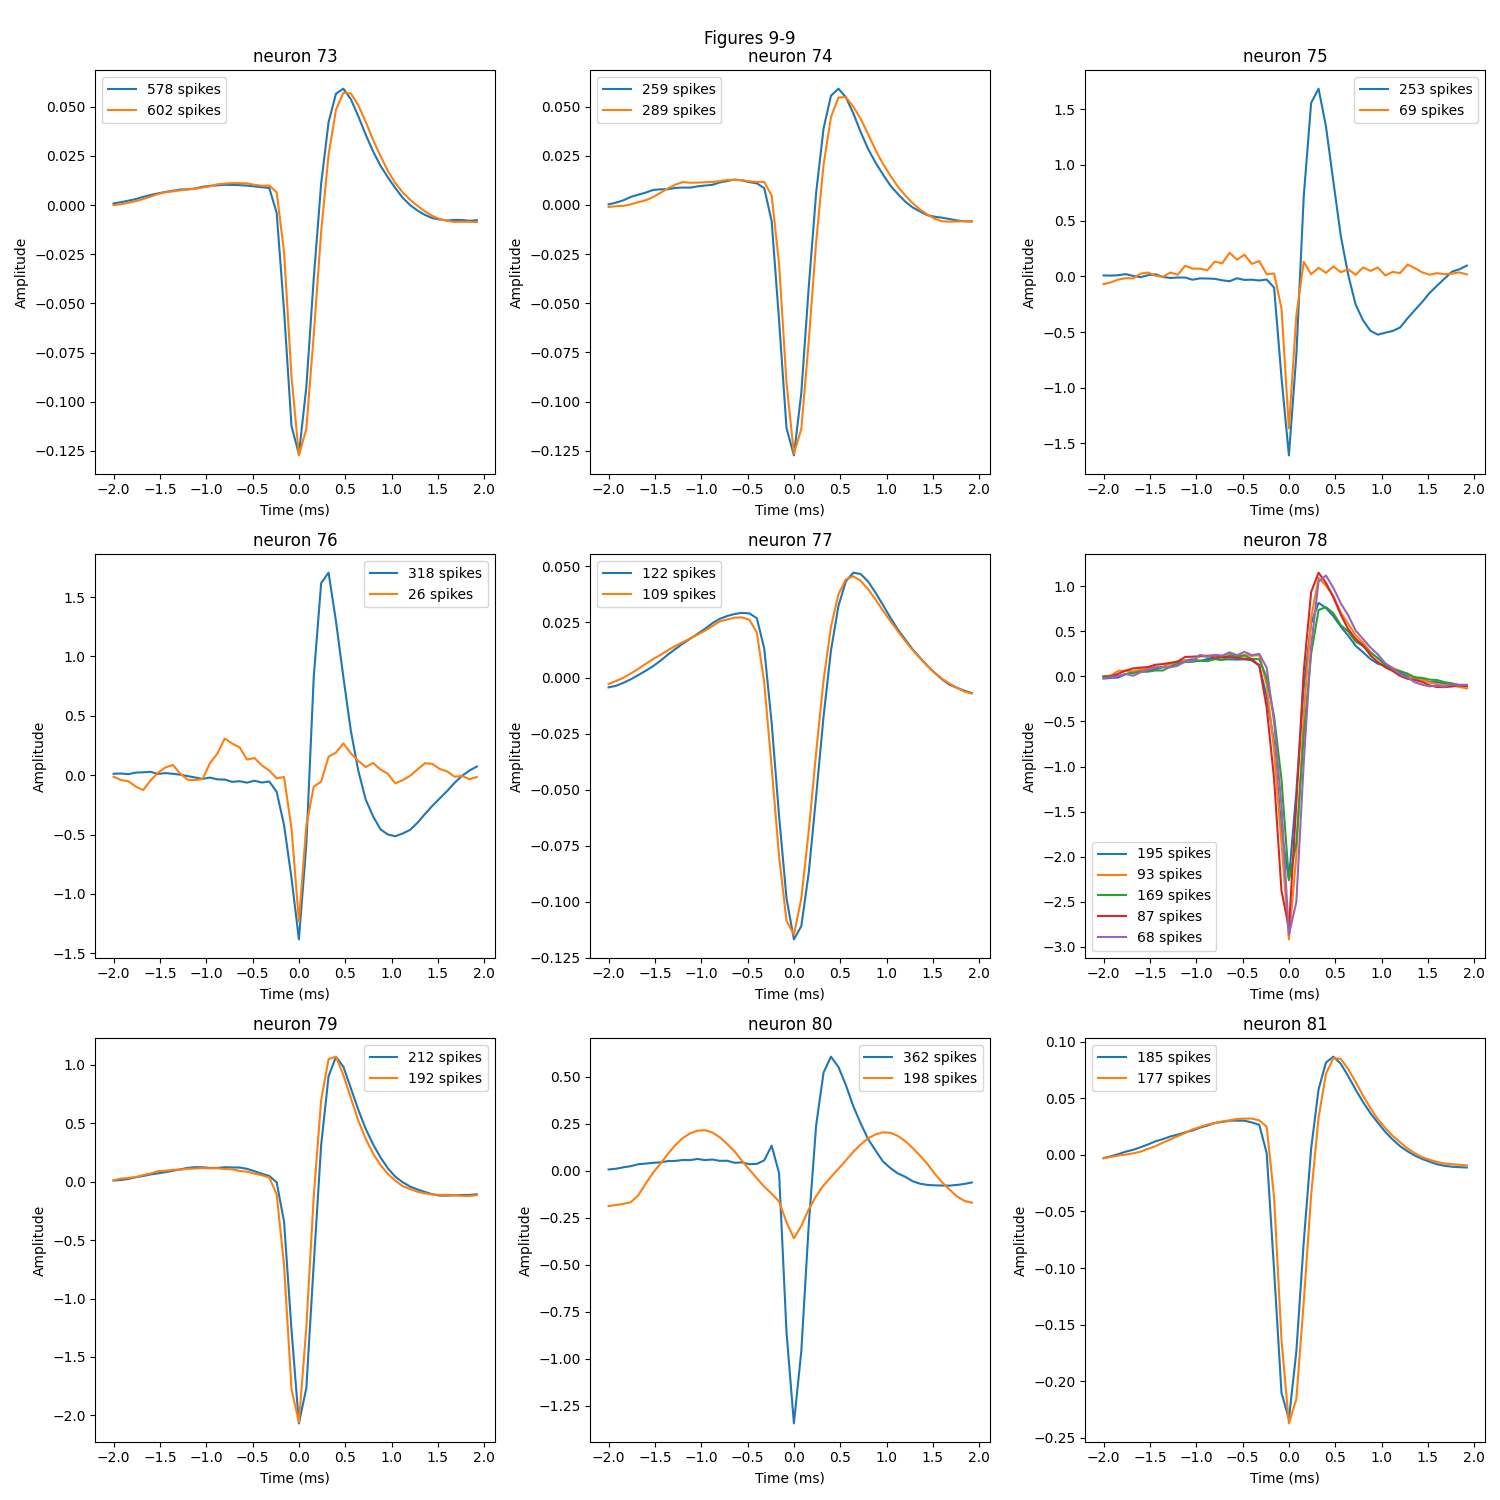 Figures 9-9
neuron 73
578 spikes
602 spikes
0.050
0.025
0.000
−0.025
−0.050
−0.075
−0.100
−0.125
Amplitude
−2.0 −1.5 −1.0 −0.5 0.0 0.5 1.0 1.5 2.0
Time (ms)
neuron 74
259 spikes
289 spikes
0.050
0.025
0.000
−0.025
−0.050
−0.075
−0.100
−0.125
Amplitude
−2.0 −1.5 −1.0 −0.5 0.0 0.5 1.0 1.5 2.0
Time (ms)
neuron 75
253 spikes
69 spikes
1.5
1.0
0.5
0.0
−0.5
−1.0
−1.5
Amplitude
−2.0 −1.5 −1.0 −0.5 0.0 0.5 1.0 1.5 2.0
Time (ms)
neuron 76
318 spikes
26 spikes
1.5
1.0
0.5
0.0
−0.5
−1.0
−1.5
Amplitude
−2.0 −1.5 −1.0 −0.5 0.0 0.5 1.0 1.5 2.0
Time (ms)
neuron 77
122 spikes
109 spikes
0.050
0.025
0.000
−0.025
−0.050
−0.075
−0.100
−0.125
Amplitude
−2.0 −1.5 −1.0 −0.5 0.0 0.5 1.0 1.5 2.0
Time (ms)
neuron 78
1.0
0.5
0.0
−0.5
−1.0
−1.5
−2.0
−2.5
−3.0
Amplitude
195 spikes
93 spikes
169 spikes
87 spikes
68 spikes
−2.0 −1.5 −1.0 −0.5 0.0 0.5 1.0 1.5 2.0
Time (ms)
neuron 79
212 spikes
192 spikes
1.0
0.5
0.0
−0.5
−1.0
−1.5
−2.0
Amplitude
−2.0 −1.5 −1.0 −0.5 0.0 0.5 1.0 1.5 2.0
Time (ms)
neuron 80
362 spikes
198 spikes
0.50
0.25
0.00
−0.25
−0.50
−0.75
−1.00
−1.25
Amplitude
−2.0 −1.5 −1.0 −0.5 0.0 0.5 1.0 1.5 2.0
Time (ms)
neuron 81
185 spikes
177 spikes
0.10
0.05
0.00
−0.05
−0.10
−0.15
−0.20
−0.25
Amplitude
−2.0 −1.5 −1.0 −0.5 0.0 0.5 1.0 1.5 2.0
Time (ms)